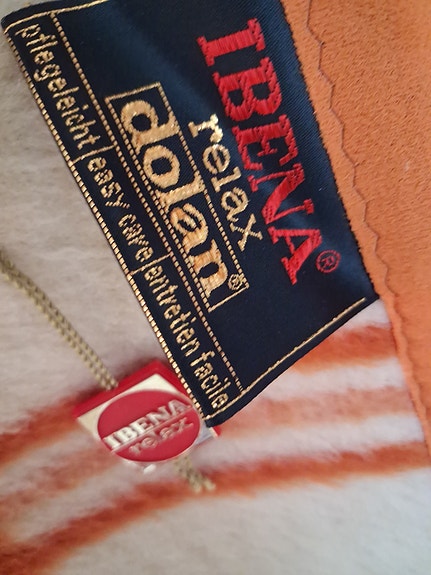 IBENA®
relax
dolan®
pflegeleicht|easy care|entretien facile
IBENA
relax